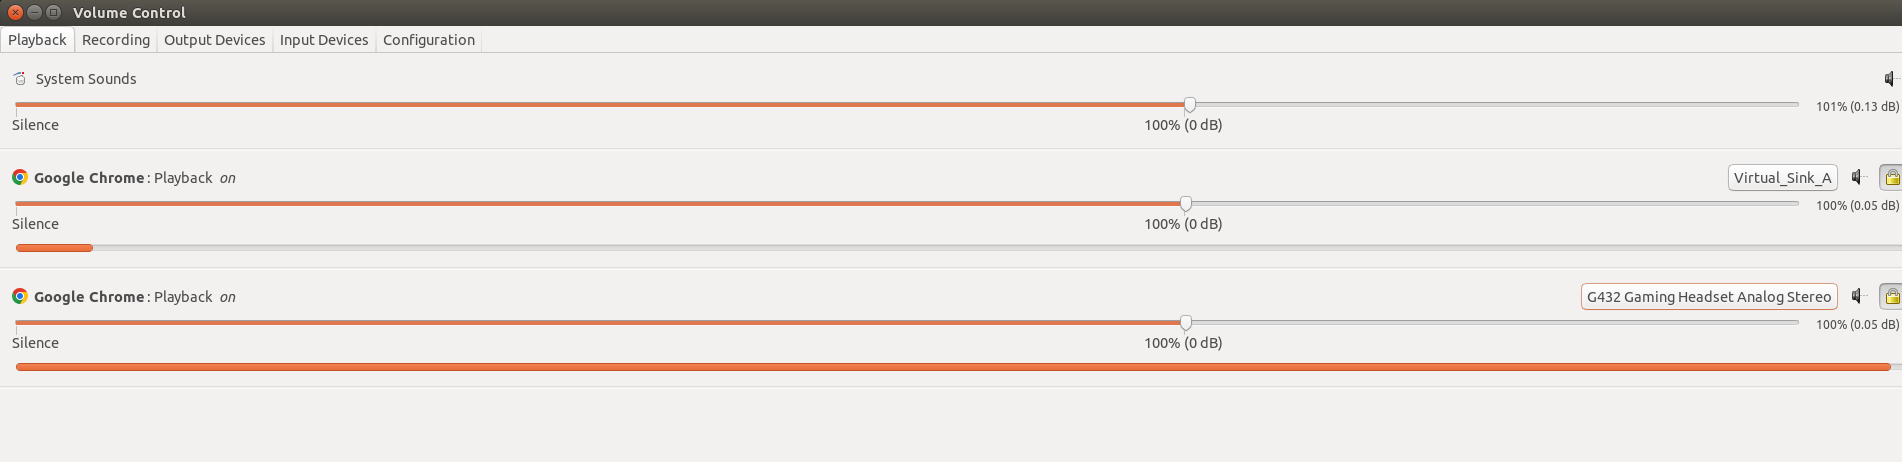 Volume Control
Playback Recording Output Devices Input Devices Configuration
System Sounds
101% (0.13 dB)
Silence 100% (0 dB)
Google Chrome: Playback on Virtual_Sink_A
100% (0.05 dB)
Silence 100% (0 dB)
Google Chrome: Playback on G432 Gaming Headset Analog Stereo
100% (0.05 dB)
Silence 100% (0 dB)